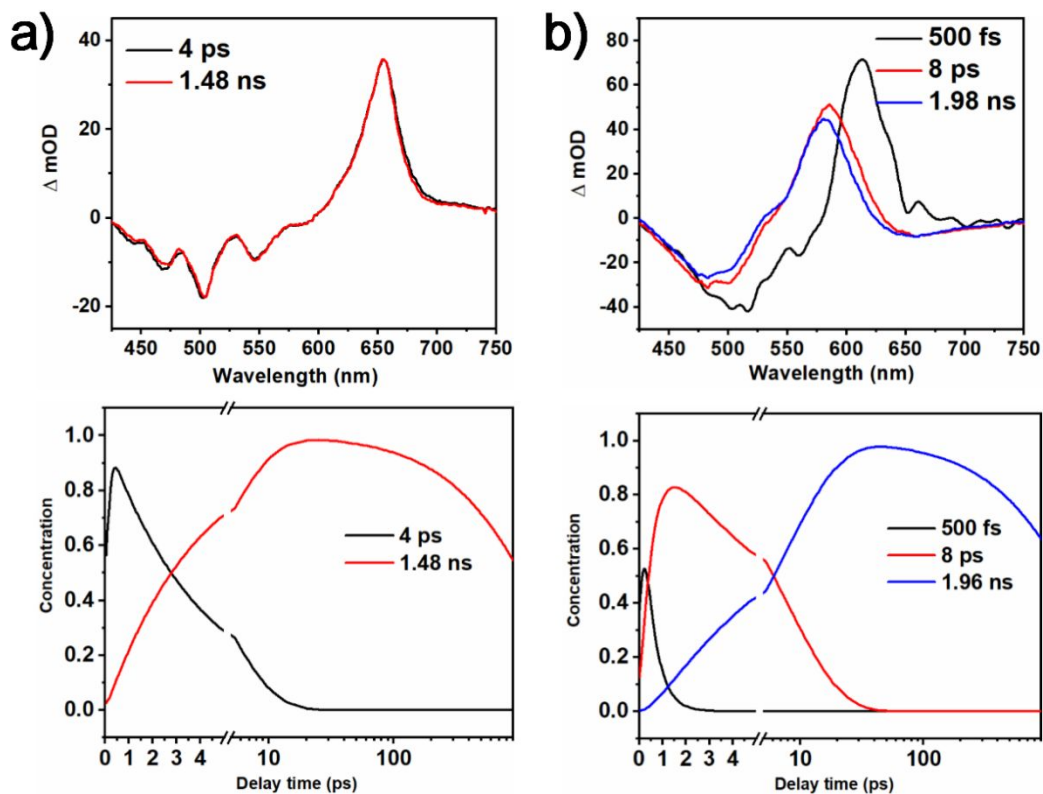 a)
4 ps
1.48 ns
Δ mOD
40
20
0
-20
450 500 550 600 650 700 750
Wavelength (nm)
b)
500 fs
8 ps
1.98 ns
Δ mOD
80
60
40
20
0
-20
-40
450 500 550 600 650 700 750
Wavelength (nm)
Concentration
1.0
0.8
0.6
0.4
0.2
0.0
4 ps
1.48 ns
0 1 2 3 4 10 100
Delay time (ps)
Concentration
1.0
0.8
0.6
0.4
0.2
0.0
500 fs
8 ps
1.96 ns
0 1 2 3 4 10 100
Delay time (ps)